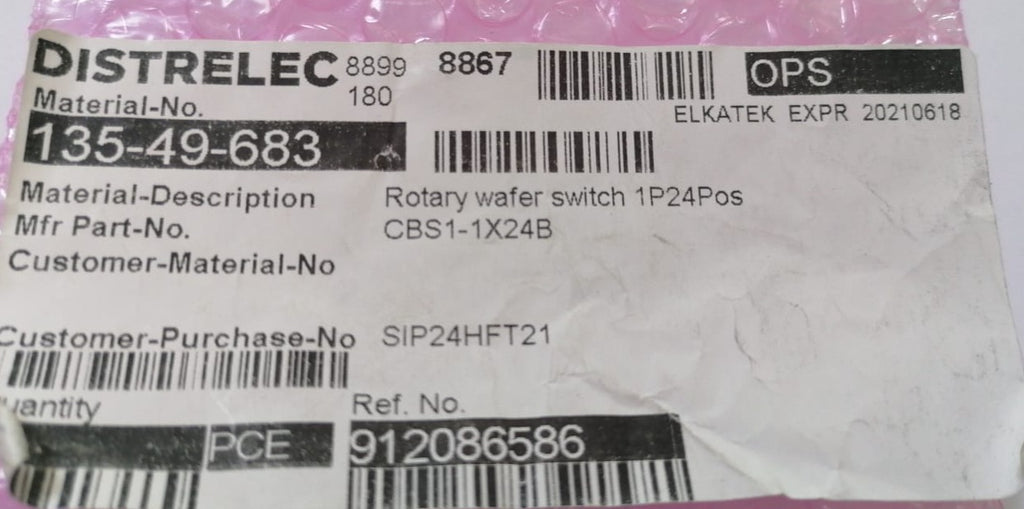 DISTRELEC 8899 8867 OPS
180
Material-No. ELKATEK EXPR 20210618
135-49-683
Material-Description Rotary wafer switch 1P24Pos
Mfr Part-No. CBS1-1X24B
Customer-Material-No
Customer-Purchase-No SIP24HFT21
uantity Ref. No.
PCE 912086586